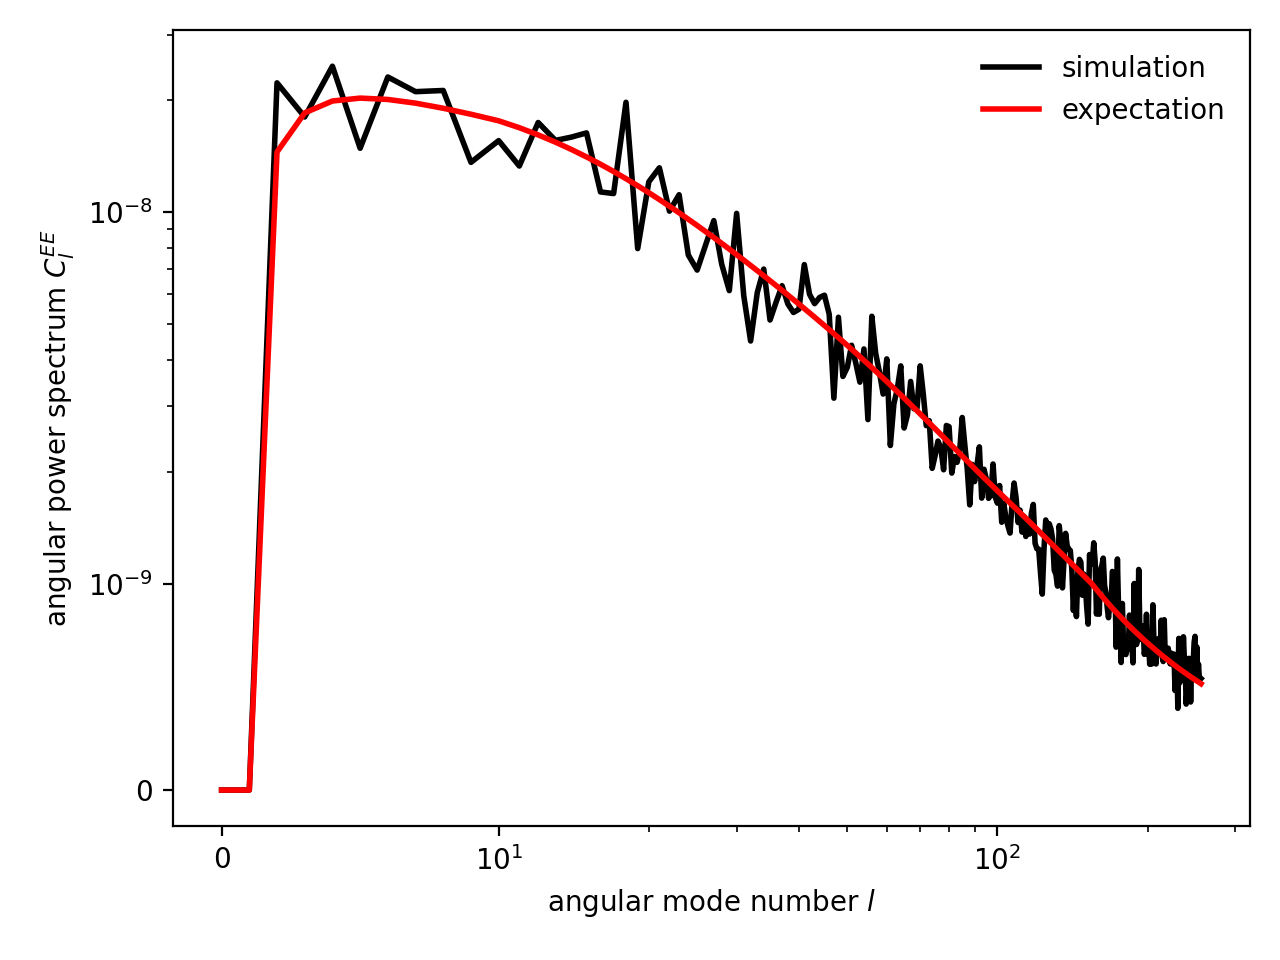 simulation
expectation
angular power spectrum $C_l^{EE}$
10⁻⁸
10⁻⁹
0
0
10¹
10²
angular mode number l